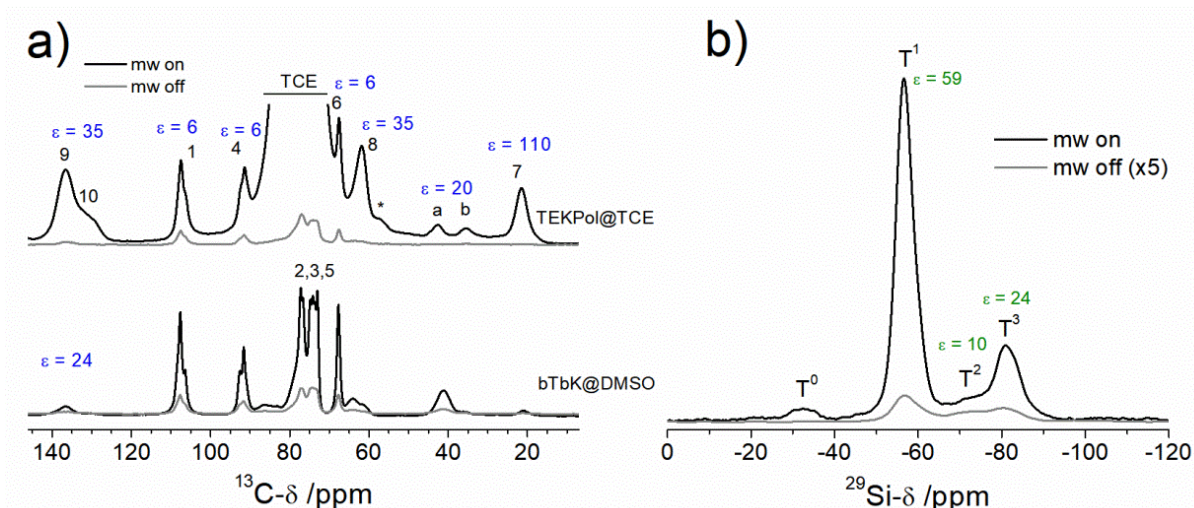 a)
mw on
mw off
TCE
ε = 6
ε = 35
ε = 6
ε = 6
6
ε = 35
ε = 110
9
10
1
4
8
ε = 20
7
*
a
b
TEKPol@TCE
2,3,5
ε = 24
bTbK@DMSO
140 120 100 80 60 40 20
13C-δ /ppm
b)
T1
ε = 59
mw on
mw off (x5)
ε = 24
ε = 10
T3
T2
T0
0 -20 -40 -60 -80 -100 -120
29Si-δ /ppm